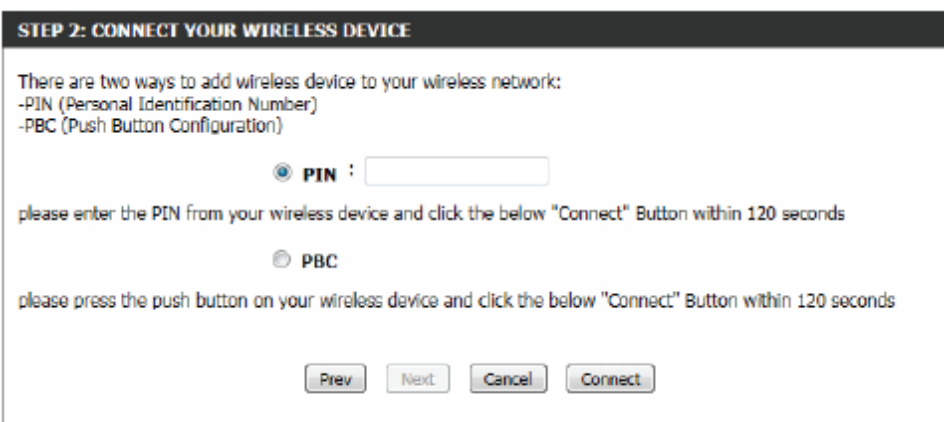 STEP 2: CONNECT YOUR WIRELESS DEVICE
There are two ways to add wireless device to your wireless network:
-PIN (Personal Identification Number)
-PBC (Push Button Configuration)
PIN :
please enter the PIN from your wireless device and click the below "Connect" Button within 120 seconds
PBC
please press the push button on your wireless device and click the below "Connect" Button within 120 seconds
Prev Next Cancel Connect